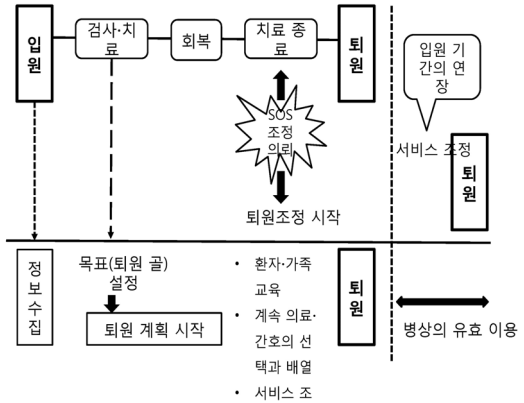 입
원
검사·치
료
회복
치료 종
료
퇴
원
입원 기
간의 연
장
SOS
조정
의뢰
서비스 조정
퇴
원
퇴원조정 시작
정
보
수
집
목표(퇴원 골)
설정
퇴원 계획 시작
• 환자·가족
교육
• 계속 의료·
간호의 선
택과 배열
• 서비스 조
퇴
원
병상의 유효 이용